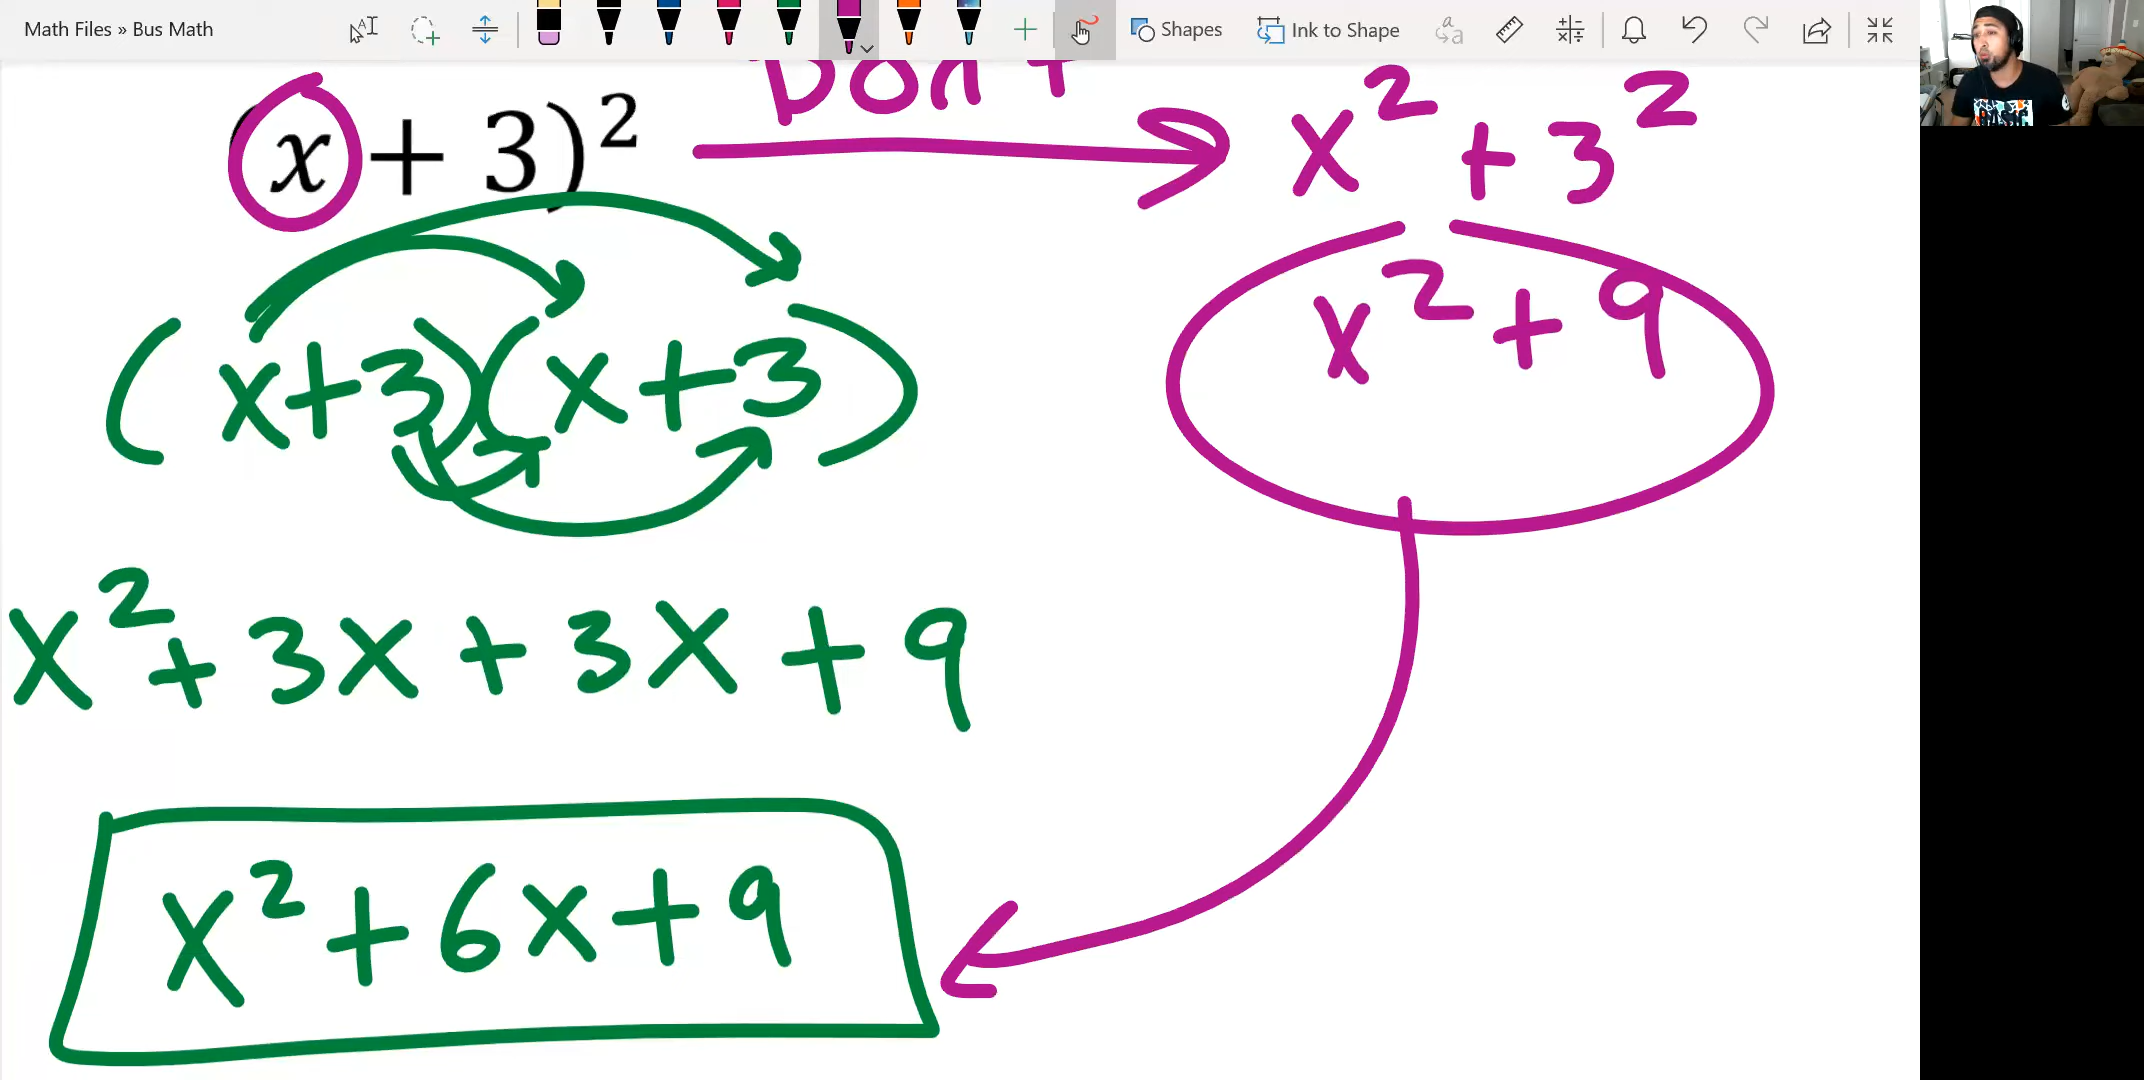 Math Files » Bus Math
Shapes
Ink to Shape
Don't
(x + 3)²
x² + 3²
x² + 9
(x+3)(x+3)
x² + 3x + 3x + 9
x² + 6x + 9